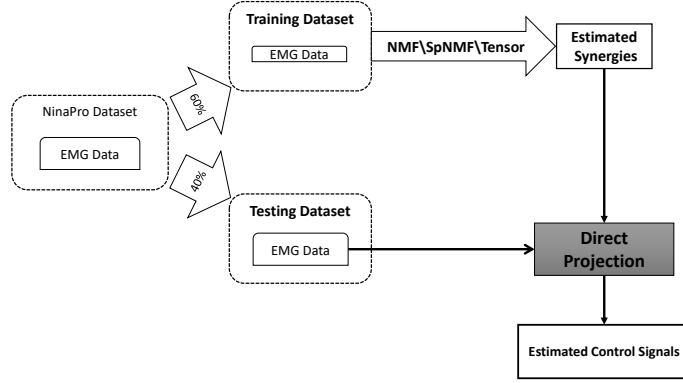 Training Dataset
EMG Data
NMF\SpNMF\Tensor
Estimated
Synergies
60%
NinaPro Dataset
EMG Data
40%
Testing Dataset
EMG Data
Direct
Projection
Estimated Control Signals